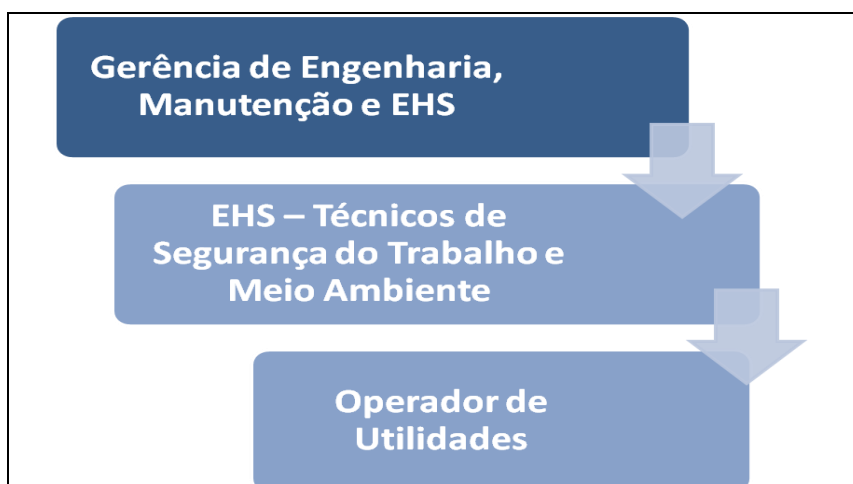 Gerência de Engenharia,
Manutenção e EHS
EHS – Técnicos de
Segurança do Trabalho e
Meio Ambiente
Operador de
Utilidades